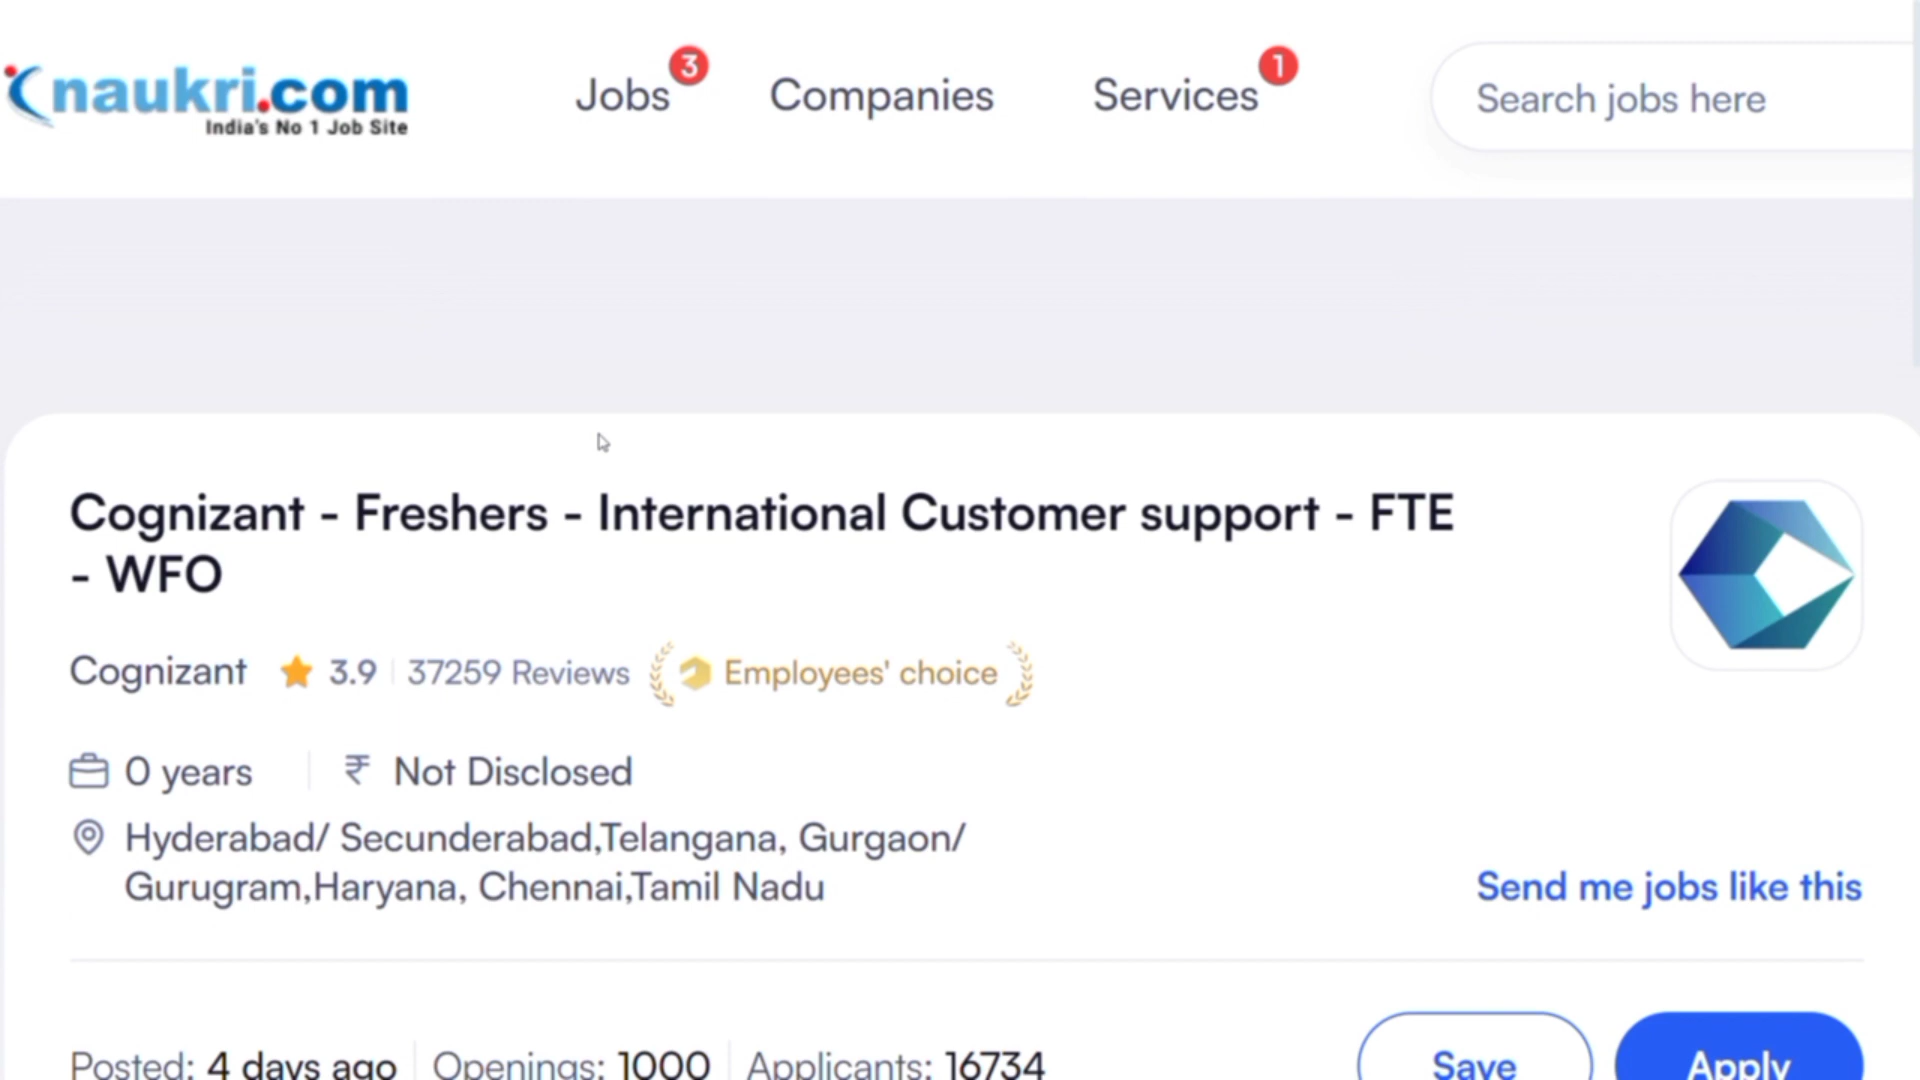 naukri.com
India's No 1 Job Site
Jobs 3 Companies Services 1 Search jobs here
Cognizant - Freshers - International Customer support - FTE
- WFO
Cognizant 3.9 37259 Reviews Employees' choice
0 years ₹ Not Disclosed
Hyderabad/ Secunderabad,Telangana, Gurgaon/
Gurugram,Haryana, Chennai,Tamil Nadu
Send me jobs like this
Posted: 4 days ago Openings: 1000 Applicants: 16734 Save Apply